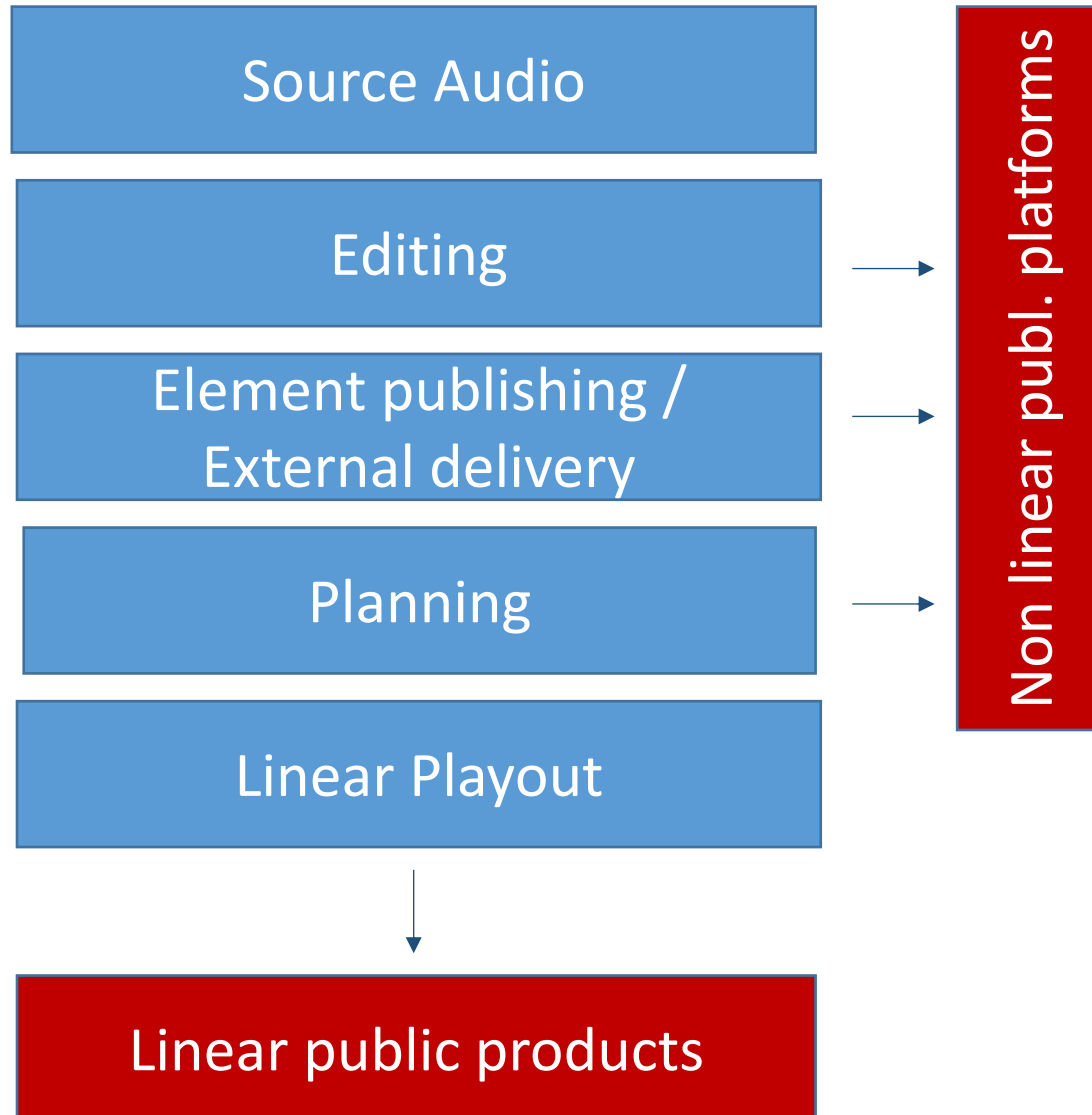 Source Audio
Editing
Element publishing /
External delivery
Planning
Linear Playout
Linear public products
Non linear publ. platforms